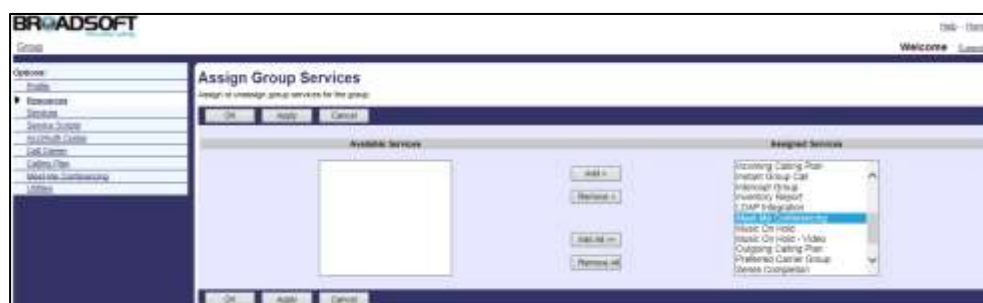 BROADSOFT
Help - Home
Group
Welcome
Options:
Profile
Resources
Services
Service Scripts
Acct/Auth Codes
Call Center
Calling Plan
Meet-Me Conferencing
Utilities
Assign Group Services
Assign or unassign group services for the group.
OK Apply Cancel
Available Services
Assigned Services
Add >
Remove <
Add All >>
Remove All
Incoming Calling Plan
Instant Group Call
Intercept Group
Inventory Report
LDAP Integration
Meet-Me Conferencing
Music On Hold
Music On Hold - Video
Outgoing Calling Plan
Preferred Carrier Group
Series Completion
OK Apply Cancel